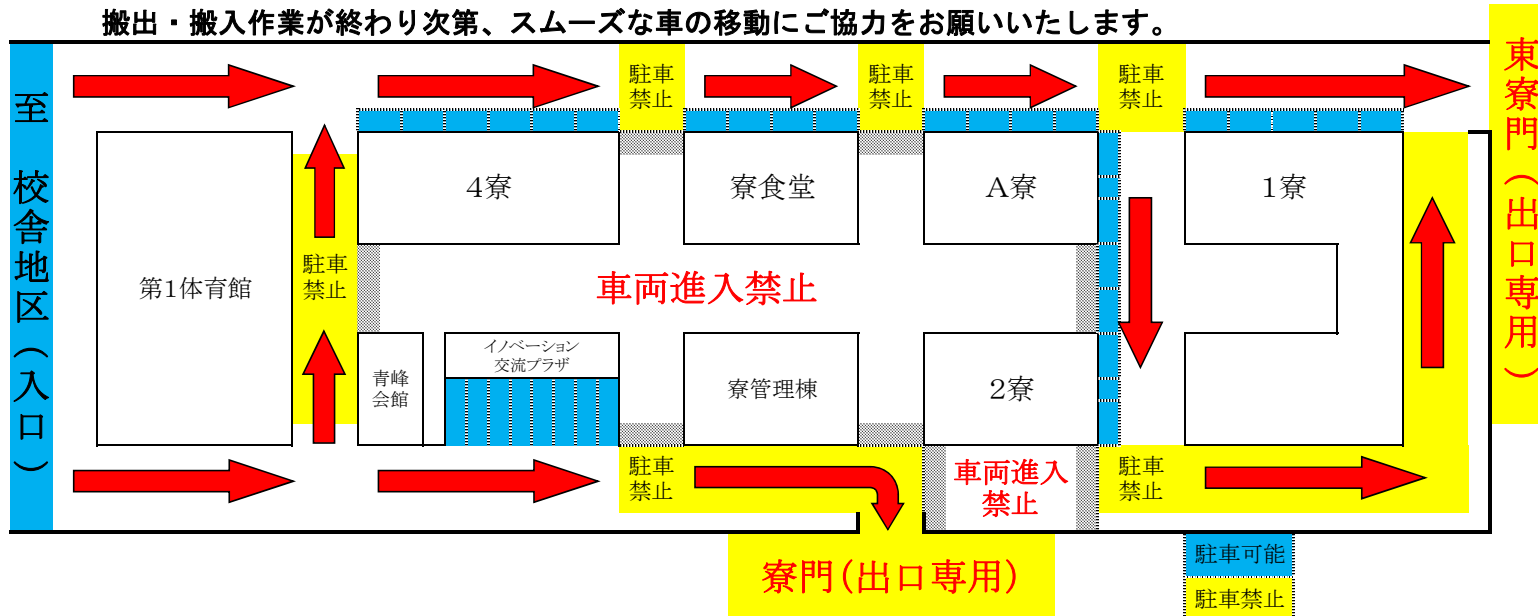 搬出・搬入作業が終わり次第、スムーズな車の移動にご協力をお願いいたします。
至 校舎地区（入口）
駐車
禁止
駐車
禁止
駐車
禁止
東寮門（出口専用）
4寮
寮食堂
A寮
1寮
第1体育館
駐車
禁止
車両進入禁止
青峰
会館
イノベーション
交流プラザ
寮管理棟
2寮
駐車
禁止
車両進入
禁止
駐車
禁止
寮門(出口専用)
駐車可能
駐車禁止